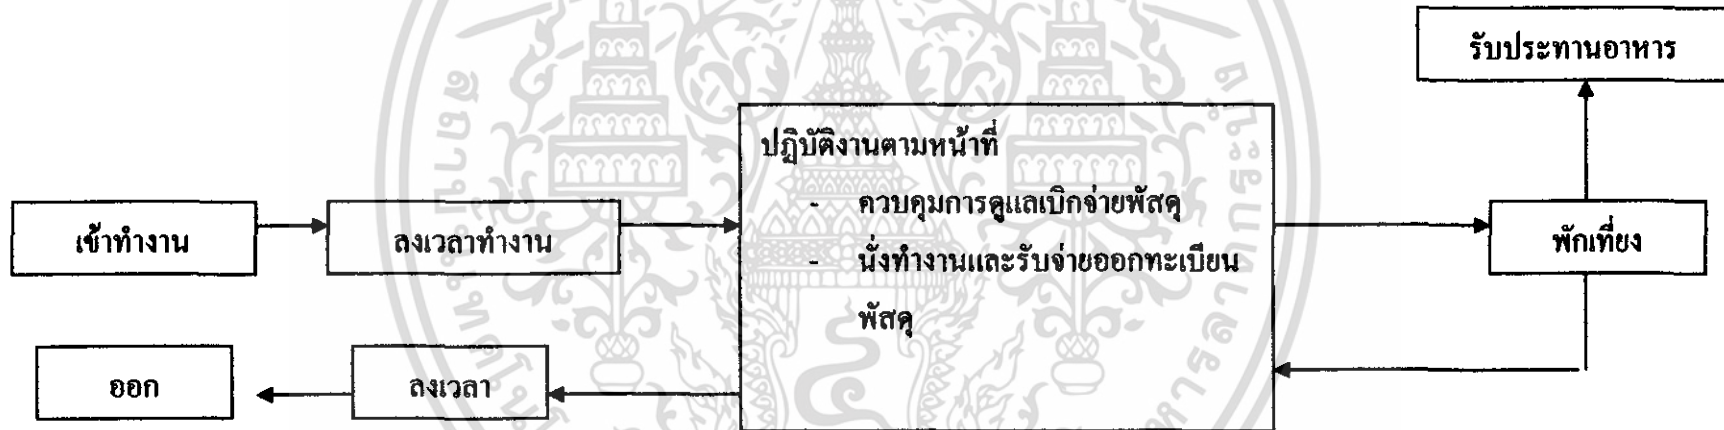 รับประทานอาหาร
ปฏิบัติงานตามหน้าที่
- ควบคุมการดูแลเบิกจ่ายพัสดุ
- นั่งทำงานและรับจ่ายออกทะเบียน
พัสดุ
เข้าทำงาน
ลงเวลาทำงาน
พักเที่ยง
ออก
ลงเวลา